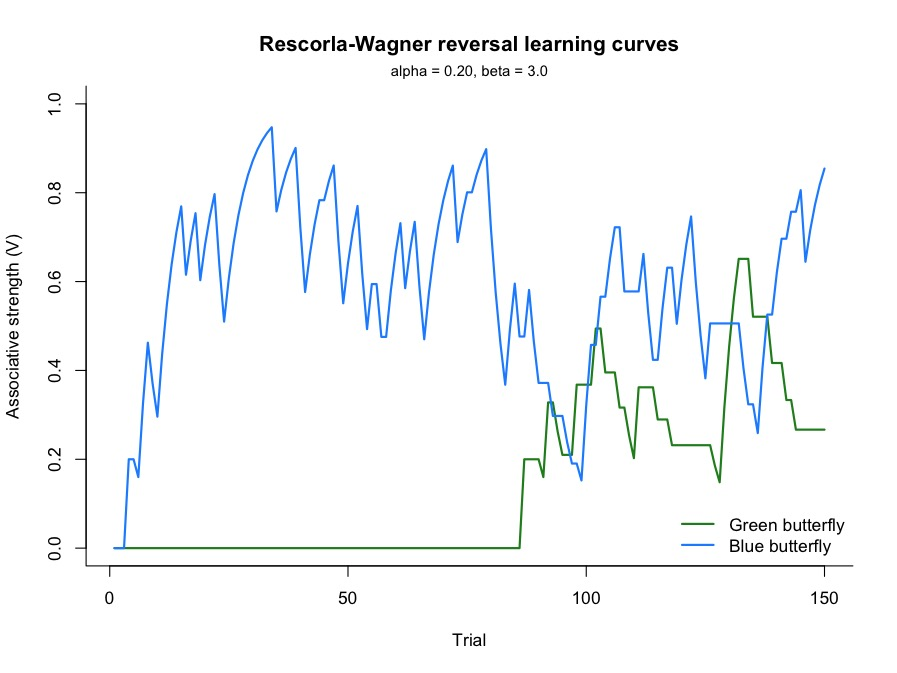 Rescorla-Wagner reversal learning curves
alpha = 0.20, beta = 3.0
Associative strength (V)
1.0
0.8
0.6
0.4
0.2
0.0
Green butterfly
Blue butterfly
0 50 100 150
Trial